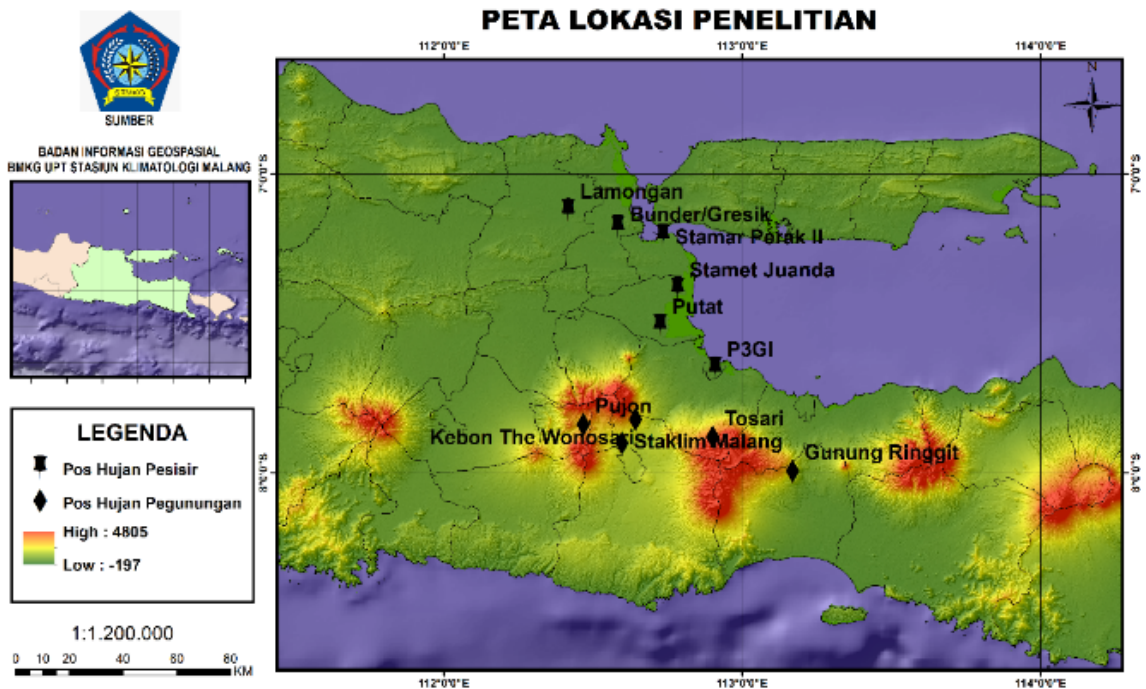 PETA LOKASI PENELITIAN
STMKG
SUMBER
BADAN INFORMASI GEOSPASIAL
BMKG UPT STASIUN KLIMATOLOGI MALANG
LEGENDA
Pos Hujan Pesisir
Pos Hujan Pegunungan
High : 4805
Low : -197
1:1.200.000
0 10 20 40 60 80
KM
112°0'0"E 113°0'0"E 114°0'0"E
N
7°0'0"S 7°0'0"S
Lamongan
Bunder/Gresik
Stamar Perak II
Stamet Juanda
Putat
P3GI
Pujon
Tosari
Kebon The Wonosari
Staklim Malang
Gunung Ringgit
8°0'0"S 8°0'0"S
112°0'0"E 113°0'0"E 114°0'0"E